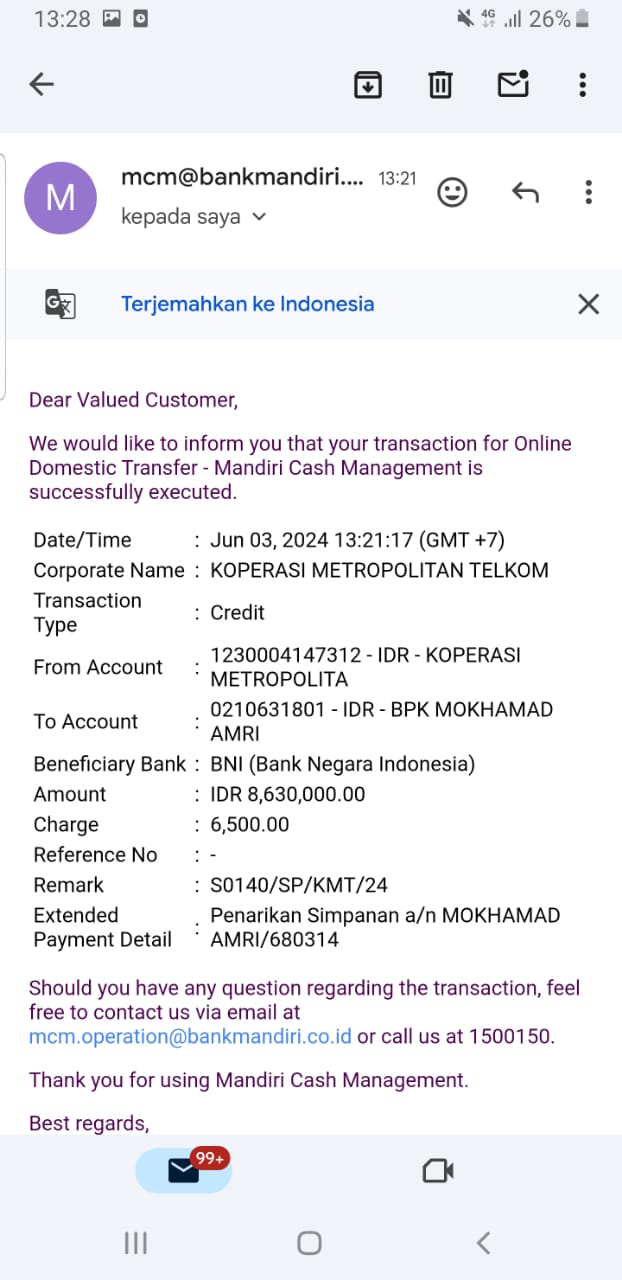 13:28
4G 26%
M
mcm@bankmandiri.... 13:21
kepada saya
Terjemahkan ke Indonesia
Dear Valued Customer,
We would like to inform you that your transaction for Online
Domestic Transfer - Mandiri Cash Management is
successfully executed.
Date/Time : Jun 03, 2024 13:21:17 (GMT +7)
Corporate Name : KOPERASI METROPOLITAN TELKOM
Transaction
Type : Credit
From Account : 1230004147312 - IDR - KOPERASI
METROPOLITA
To Account : 0210631801 - IDR - BPK MOKHAMAD
AMRI
Beneficiary Bank : BNI (Bank Negara Indonesia)
Amount : IDR 8,630,000.00
Charge : 6,500.00
Reference No : -
Remark : S0140/SP/KMT/24
Extended
Payment Detail : Penarikan Simpanan a/n MOKHAMAD
AMRI/680314
Should you have any question regarding the transaction, feel
free to contact us via email at
mcm.operation@bankmandiri.co.id or call us at 1500150.
Thank you for using Mandiri Cash Management.
Best regards,
99+